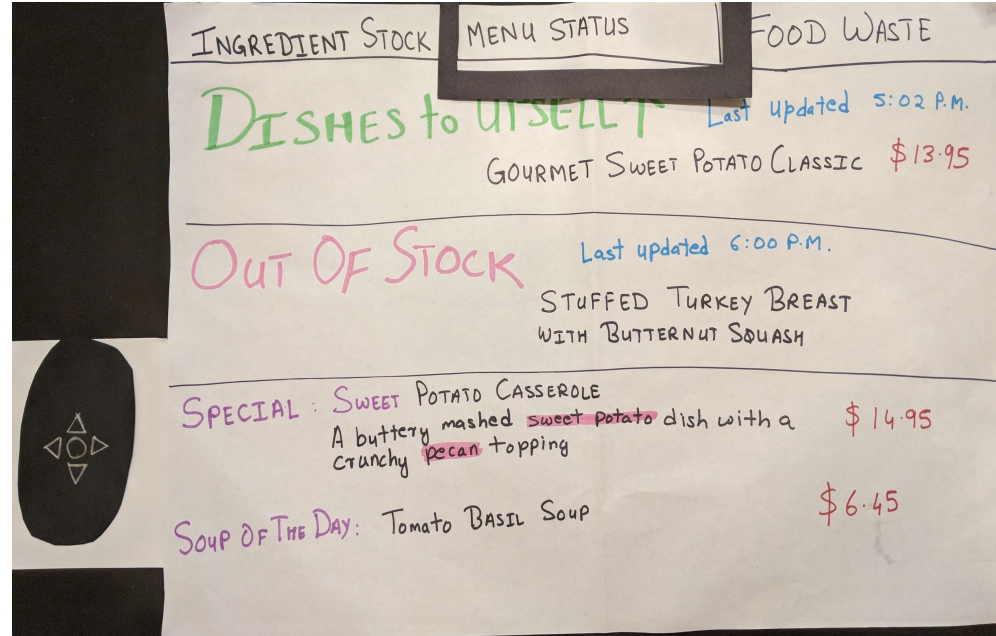 INGREDIENT STOCK
MENU STATUS
FOOD WASTE
DISHES to UPSELL
Last updated 5:02 P.M.
GOURMET SWEET POTATO CLASSIC $13.95
OUT OF STOCK
Last updated 6:00 P.M.
STUFFED TURKEY BREAST
WITH BUTTERNUT SQUASH
SPECIAL: SWEET POTATO CASSEROLE
A buttery mashed sweet potato dish with a $14.95
crunchy pecan topping
SOUP OF THE DAY: TOMATO BASIL SOUP $6.45